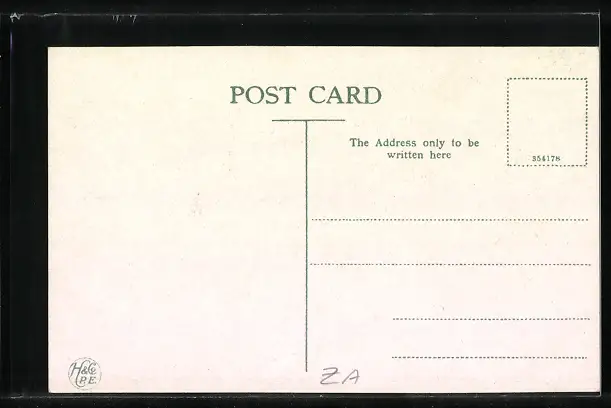 POST CARD
The Address only to be
written here
354178
H&Co
P.E.
ZA